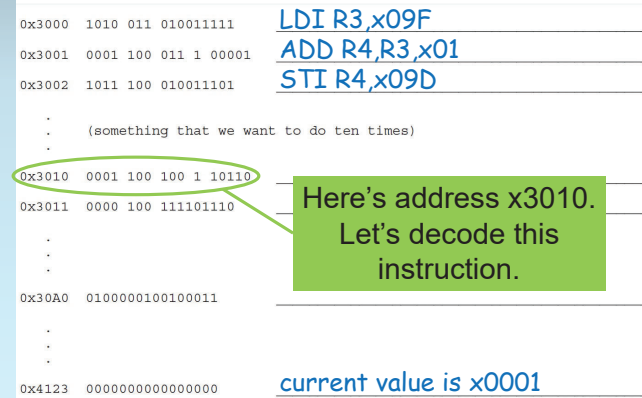 0x3000 1010 011 010011111 LDI R3,x09F
0x3001 0001 100 011 1 00001 ADD R4,R3,x01
0x3002 1011 100 010011101 STI R4,x09D
.
. (something that we want to do ten times)
.
0x3010 0001 100 100 1 10110
0x3011 0000 100 111101110
Here's address x3010.
Let's decode this
instruction.
.
.
.
0x30A0 0100000100100011
.
.
.
0x4123 0000000000000000 current value is x0001